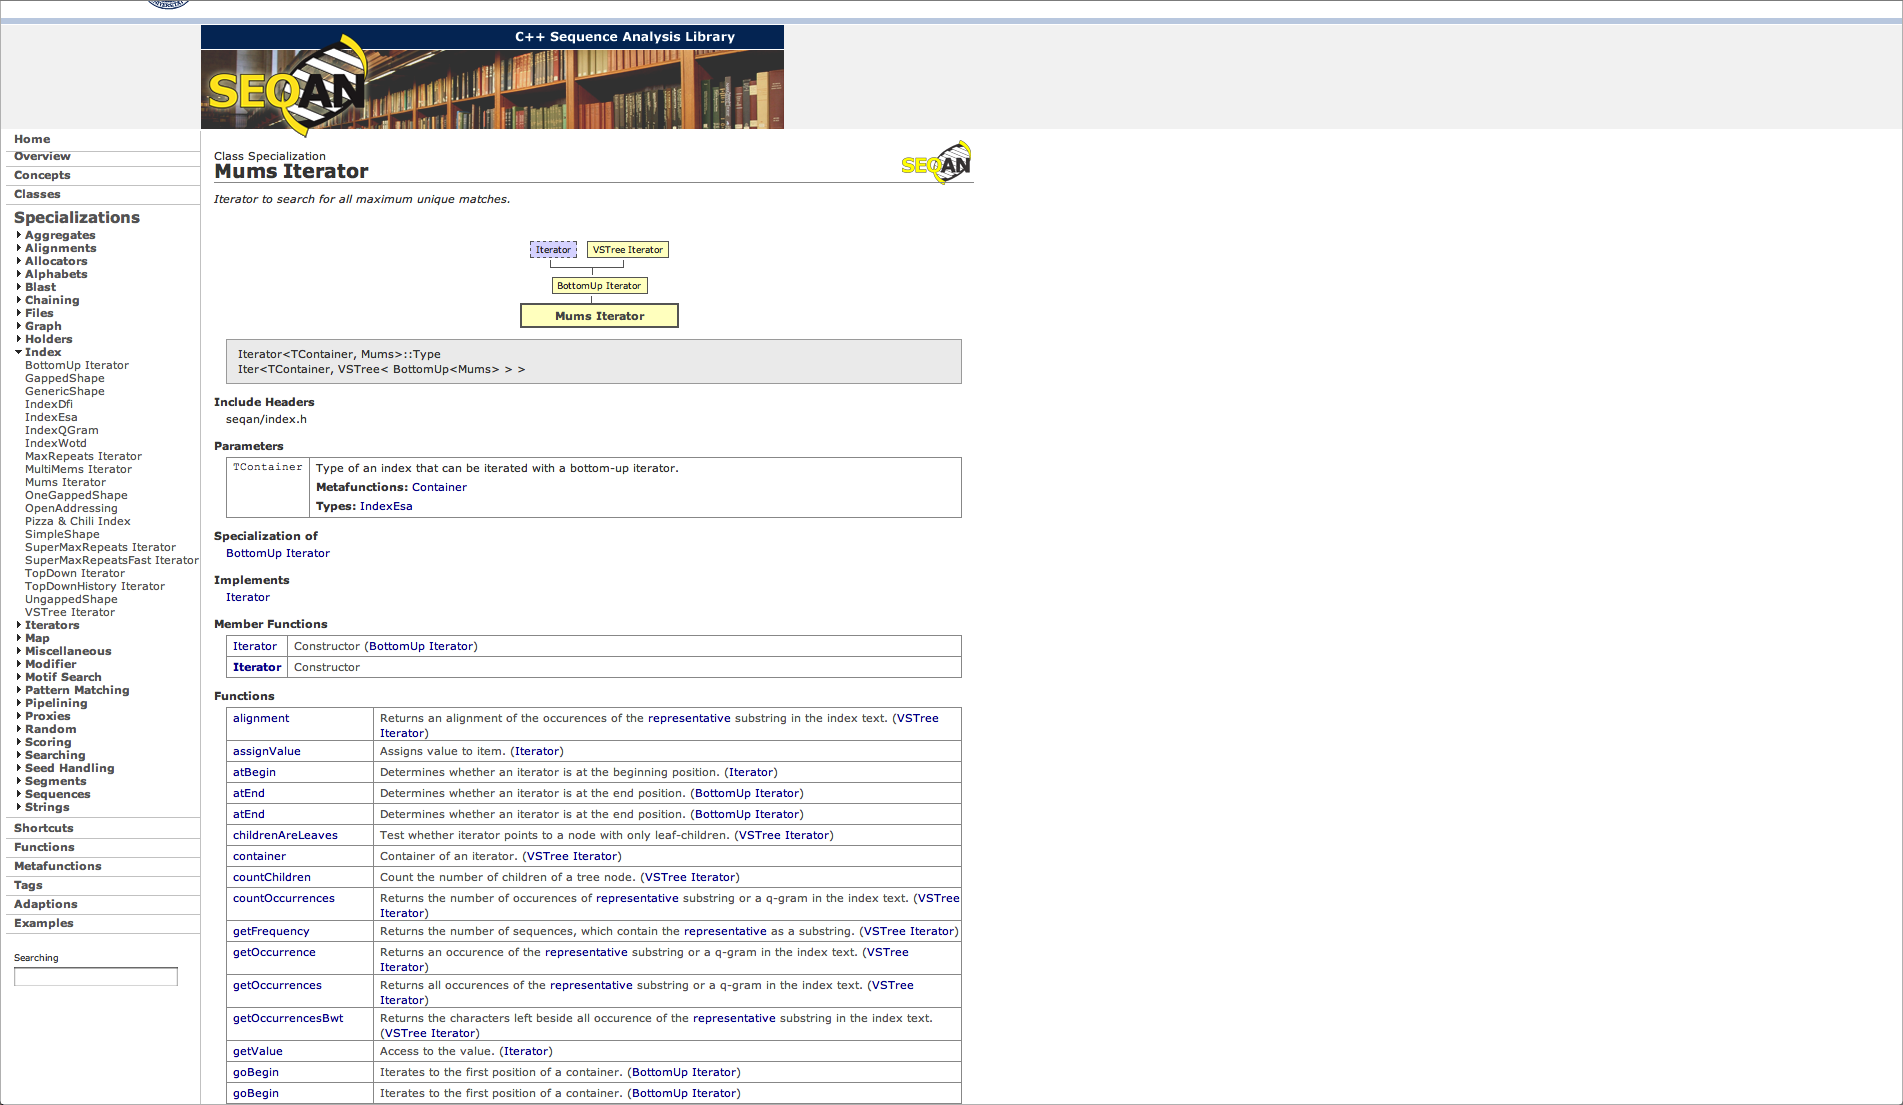 C++ Sequence Analysis Library
SEQAN
Home
Overview
Concepts
Classes
Specializations
Aggregates
Alignments
Allocators
Alphabets
Blast
Chaining
Files
Graph
Holders
Index
BottomUp Iterator
GappedShape
GenericShape
IndexDfi
IndexEsa
IndexQGram
IndexWotd
MaxRepeats Iterator
MultiMems Iterator
Mums Iterator
OneGappedShape
OpenAddressing
Pizza & Chili Index
SimpleShape
SuperMaxRepeats Iterator
SuperMaxRepeatsFast Iterator
TopDown Iterator
TopDownHistory Iterator
UngappedShape
VSTree Iterator
Iterators
Map
Miscellaneous
Modifier
Motif Search
Pattern Matching
Pipelining
Proxies
Random
Scoring
Searching
Seed Handling
Segments
Sequences
Strings
Shortcuts
Functions
Metafunctions
Tags
Adaptions
Examples
Searching
Class Specialization
Mums Iterator
SEQAN
Iterator to search for all maximum unique matches.
Iterator
VSTree Iterator
BottomUp Iterator
Mums Iterator
Iterator<TContainer, Mums>::Type
Iter<TContainer, VSTree< BottomUp<Mums> > >
Include Headers
seqan/index.h
Parameters
TContainer Type of an index that can be iterated with a bottom-up iterator.
Metafunctions: Container
Types: IndexEsa
Specialization of
BottomUp Iterator
Implements
Iterator
Member Functions
Iterator Constructor (BottomUp Iterator)
Iterator Constructor
Functions
alignment Returns an alignment of the occurences of the representative substring in the index text. (VSTree
Iterator)
assignValue Assigns value to item. (Iterator)
atBegin Determines whether an iterator is at the beginning position. (Iterator)
atEnd Determines whether an iterator is at the end position. (BottomUp Iterator)
atEnd Determines whether an iterator is at the end position. (BottomUp Iterator)
childrenAreLeaves Test whether iterator points to a node with only leaf-children. (VSTree Iterator)
container Container of an iterator. (VSTree Iterator)
countChildren Count the number of children of a tree node. (VSTree Iterator)
countOccurrences Returns the number of occurences of representative substring or a q-gram in the index text. (VSTree
Iterator)
getFrequency Returns the number of sequences, which contain the representative as a substring. (VSTree Iterator)
getOccurrence Returns an occurence of the representative substring or a q-gram in the index text. (VSTree
Iterator)
getOccurrences Returns all occurences of the representative substring or a q-gram in the index text. (VSTree
Iterator)
getOccurrencesBwt Returns the characters left beside all occurence of the representative substring in the index text.
(VSTree Iterator)
getValue Access to the value. (Iterator)
goBegin Iterates to the first position of a container. (BottomUp Iterator)
goBegin Iterates to the first position of a container. (BottomUp Iterator)